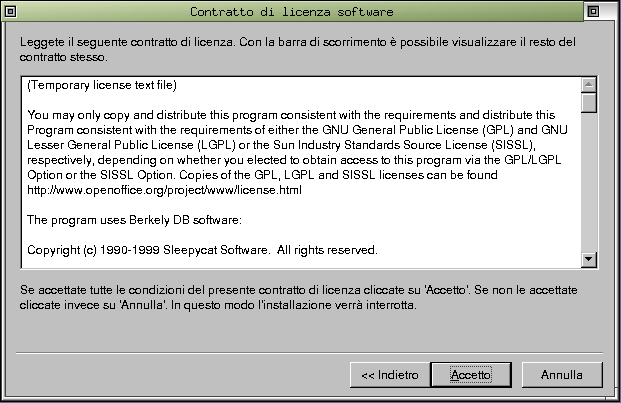 Contratto di licenza software
Leggete il seguente contratto di licenza. Con la barra di scorrimento è possibile visualizzare il resto del
contratto stesso.
(Temporary license text file)
You may only copy and distribute this program consistent with the requirements and distribute this
Program consistent with the requirements of either the GNU General Public License (GPL) and GNU
Lesser General Public License (LGPL) or the Sun Industry Standards Source License (SISSL),
respectively, depending on whether you elected to obtain access to this program via the GPL/LGPL
Option or the SISSL Option. Copies of the GPL, LGPL and SISSL licenses can be found
http://www.openoffice.org/project/www/license.html
The program uses Berkely DB software:
Copyright (c) 1990-1999 Sleepycat Software.  All rights reserved.
Se accettate tutte le condizioni del presente contratto di licenza cliccate su 'Accetto'. Se non le accettate
cliccate invece su 'Annulla'. In questo modo l'installazione verrà interrotta.
<< Indietro
Accetto
Annulla